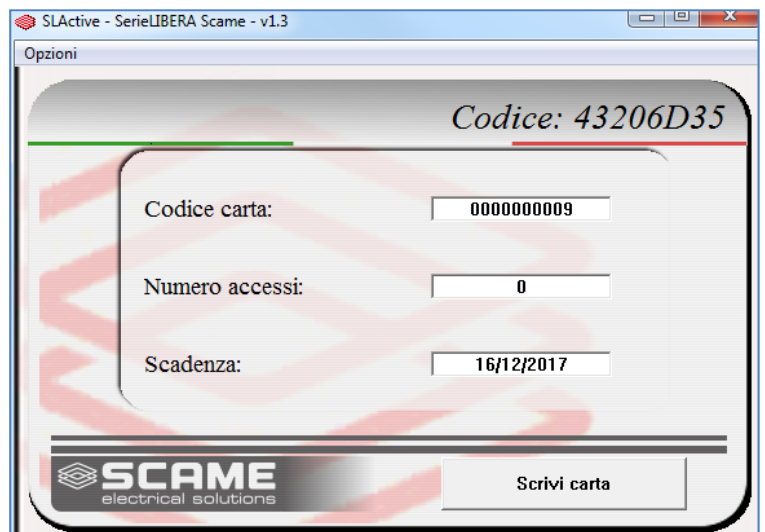 SLActive - SerieLIBERA Scame - v1.3
Opzioni
Codice: 43206D35
Codice carta: 0000000009
Numero accessi: 0
Scadenza: 16/12/2017
SCAME
electrical solutions
Scrivi carta